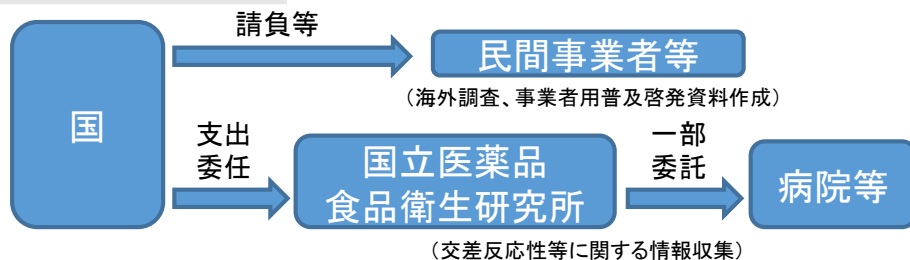 請負等
民間事業者等
（海外調査、事業者用普及啓発資料作成）
国
支出
委任
国立医薬品
食品衛生研究所
一部
委託
病院等
（交差反応性等に関する情報収集）